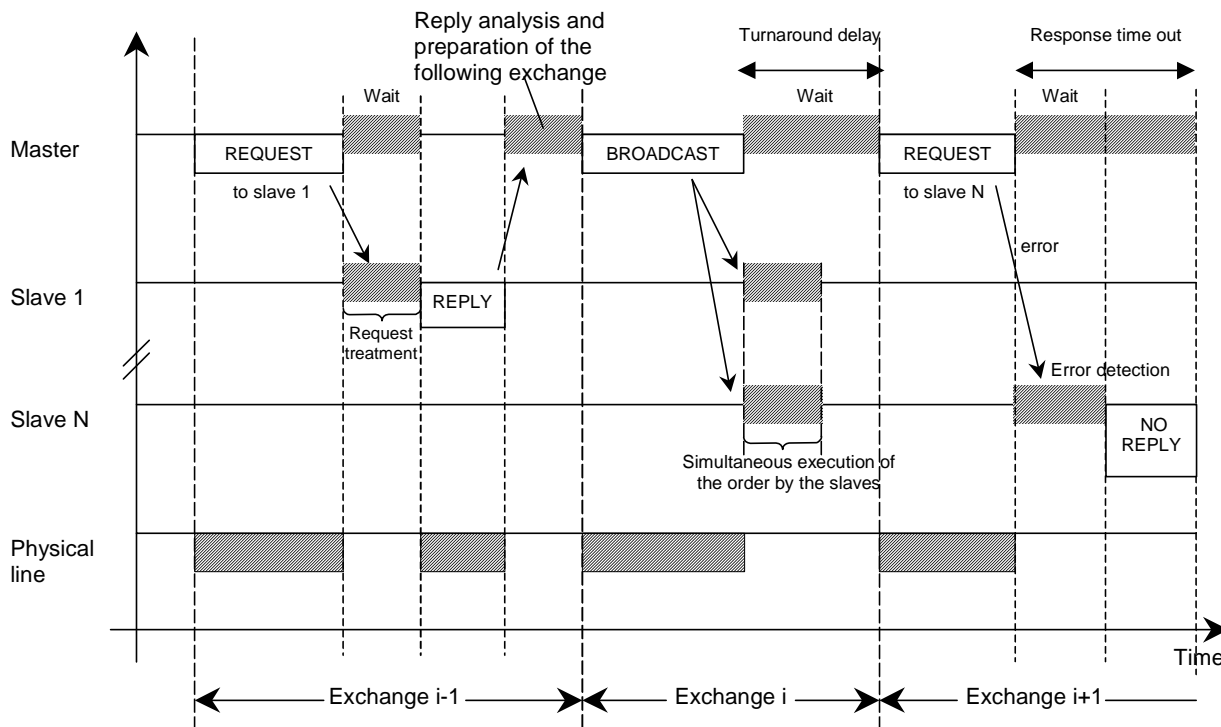 Reply analysis and
preparation of the
following exchange
Turnaround delay
Response time out
Wait
Wait
Wait
Master
REQUEST
BROADCAST
REQUEST
to slave 1
to slave N
error
Slave 1
REPLY
Request
treatment
Error detection
Slave N
NO
REPLY
Simultaneous execution of
the order by the slaves
Physical
line
Time
Exchange i-1
Exchange i
Exchange i+1